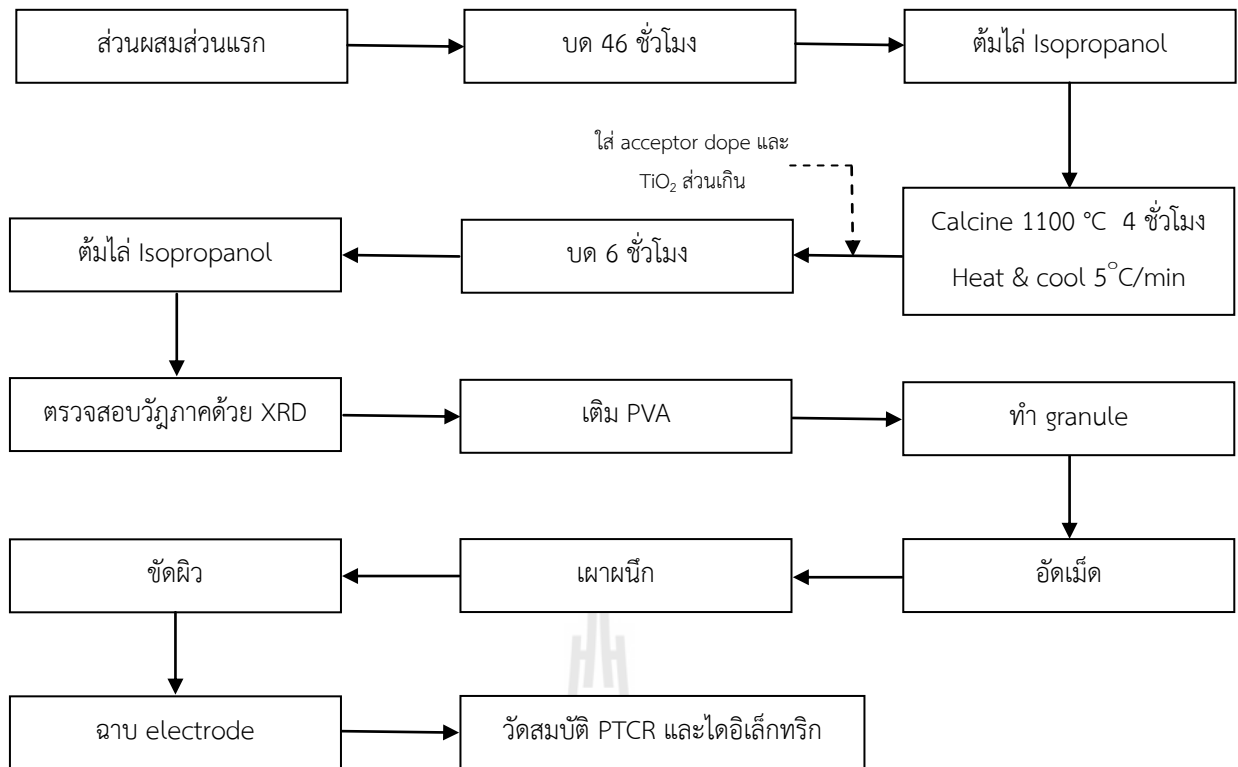 ส่วนผสมส่วนแรก
บด 46 ชั่วโมง
ต้มไล่ Isopropanol
ใส่ acceptor dope และ
TiO₂ ส่วนเกิน
Calcine 1100 °C 4 ชั่วโมง
Heat & cool 5°C/min
บด 6 ชั่วโมง
ต้มไล่ Isopropanol
ตรวจสอบวัฎภาคด้วย XRD
เติม PVA
ทำ granule
อัดเม็ด
เผาผนึก
ขัดผิว
ฉาบ electrode
วัดสมบัติ PTCR และไดอิเล็กทริก